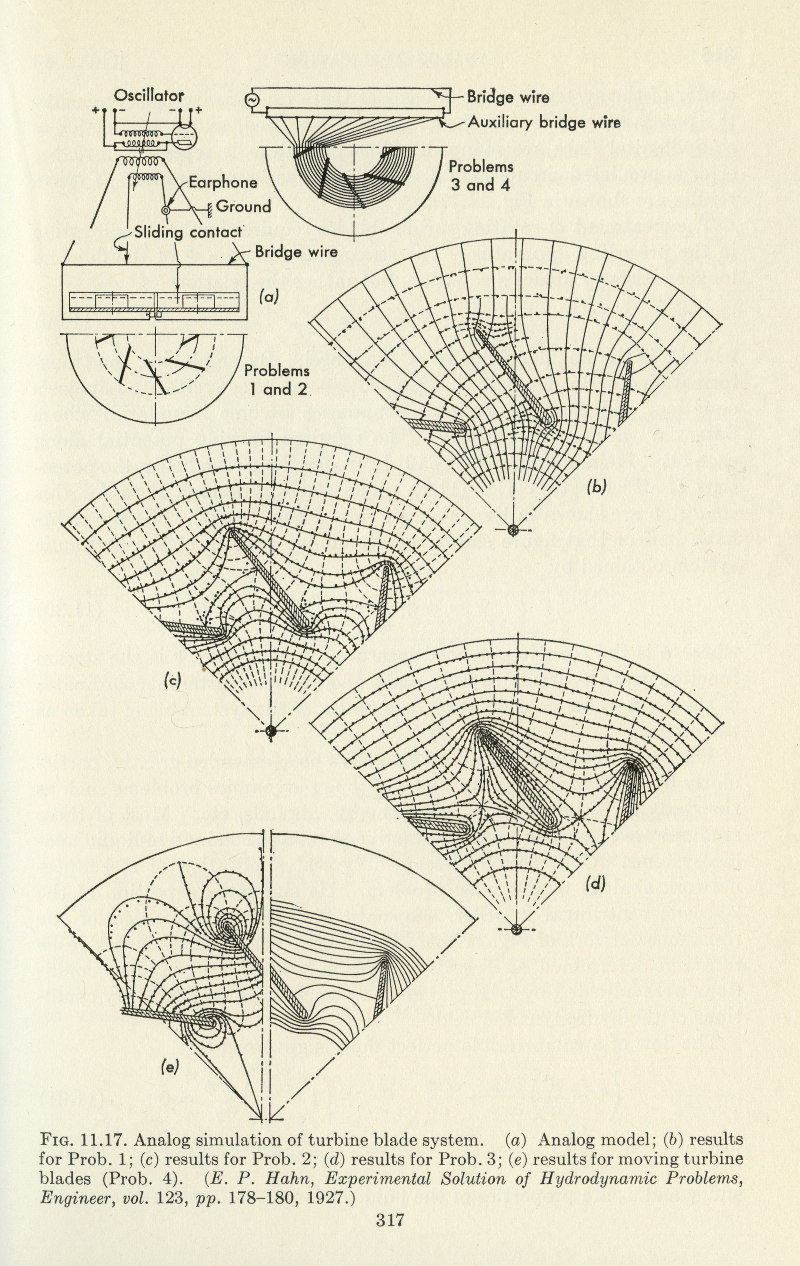 Oscillator
+ - - +
Bridge wire
Auxiliary bridge wire
Earphone
Ground
Problems
3 and 4
Sliding contact
Bridge wire
(a)
Problems
1 and 2
(b)
(c)
(d)
(e)
FIG. 11.17. Analog simulation of turbine blade system. (a) Analog model; (b) results
for Prob. 1; (c) results for Prob. 2; (d) results for Prob. 3; (e) results for moving turbine
blades (Prob. 4). (E. P. Hahn, Experimental Solution of Hydrodynamic Problems,
Engineer, vol. 123, pp. 178–180, 1927.)
317